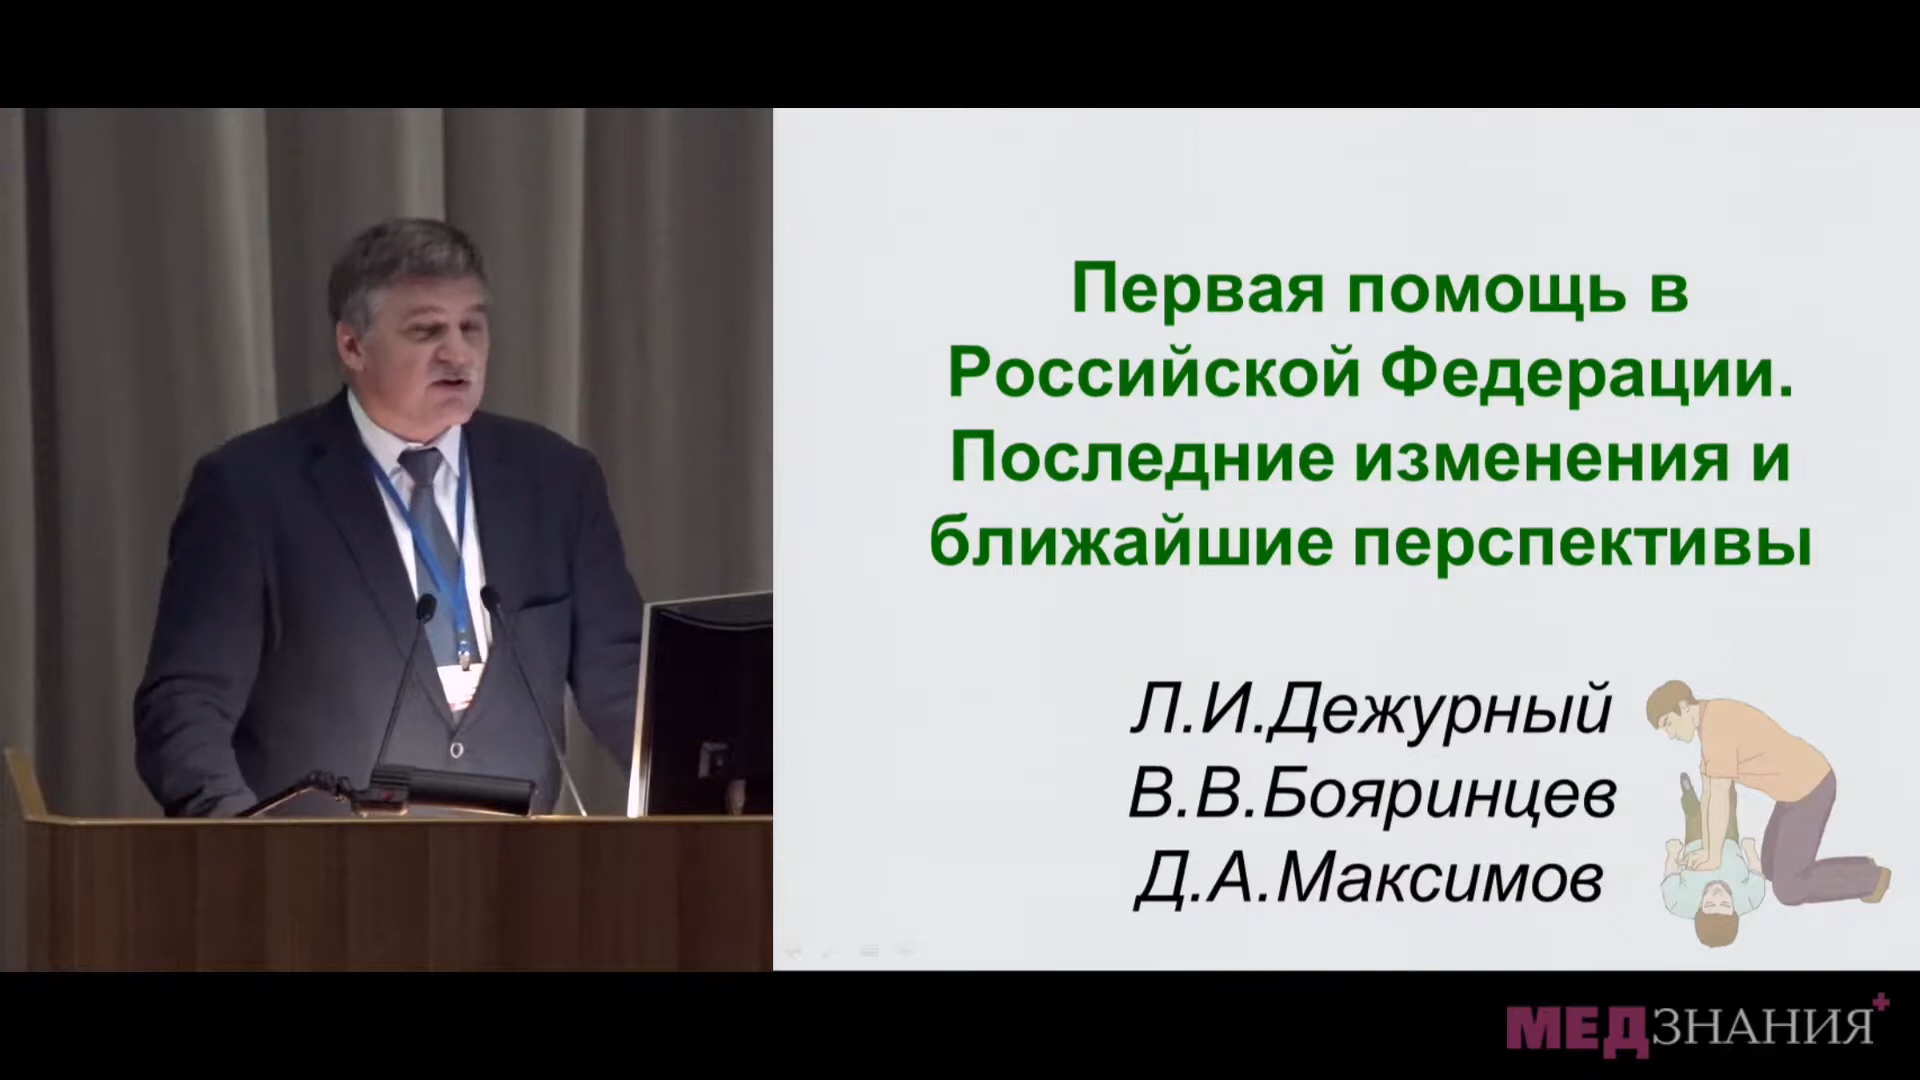 Первая помощь в
Российской Федерации.
Последние изменения и
ближайшие перспективы
Л.И.Дежурный
В.В.Бояринцев
Д.А.Максимов
МЕДЗНАНИЯ+